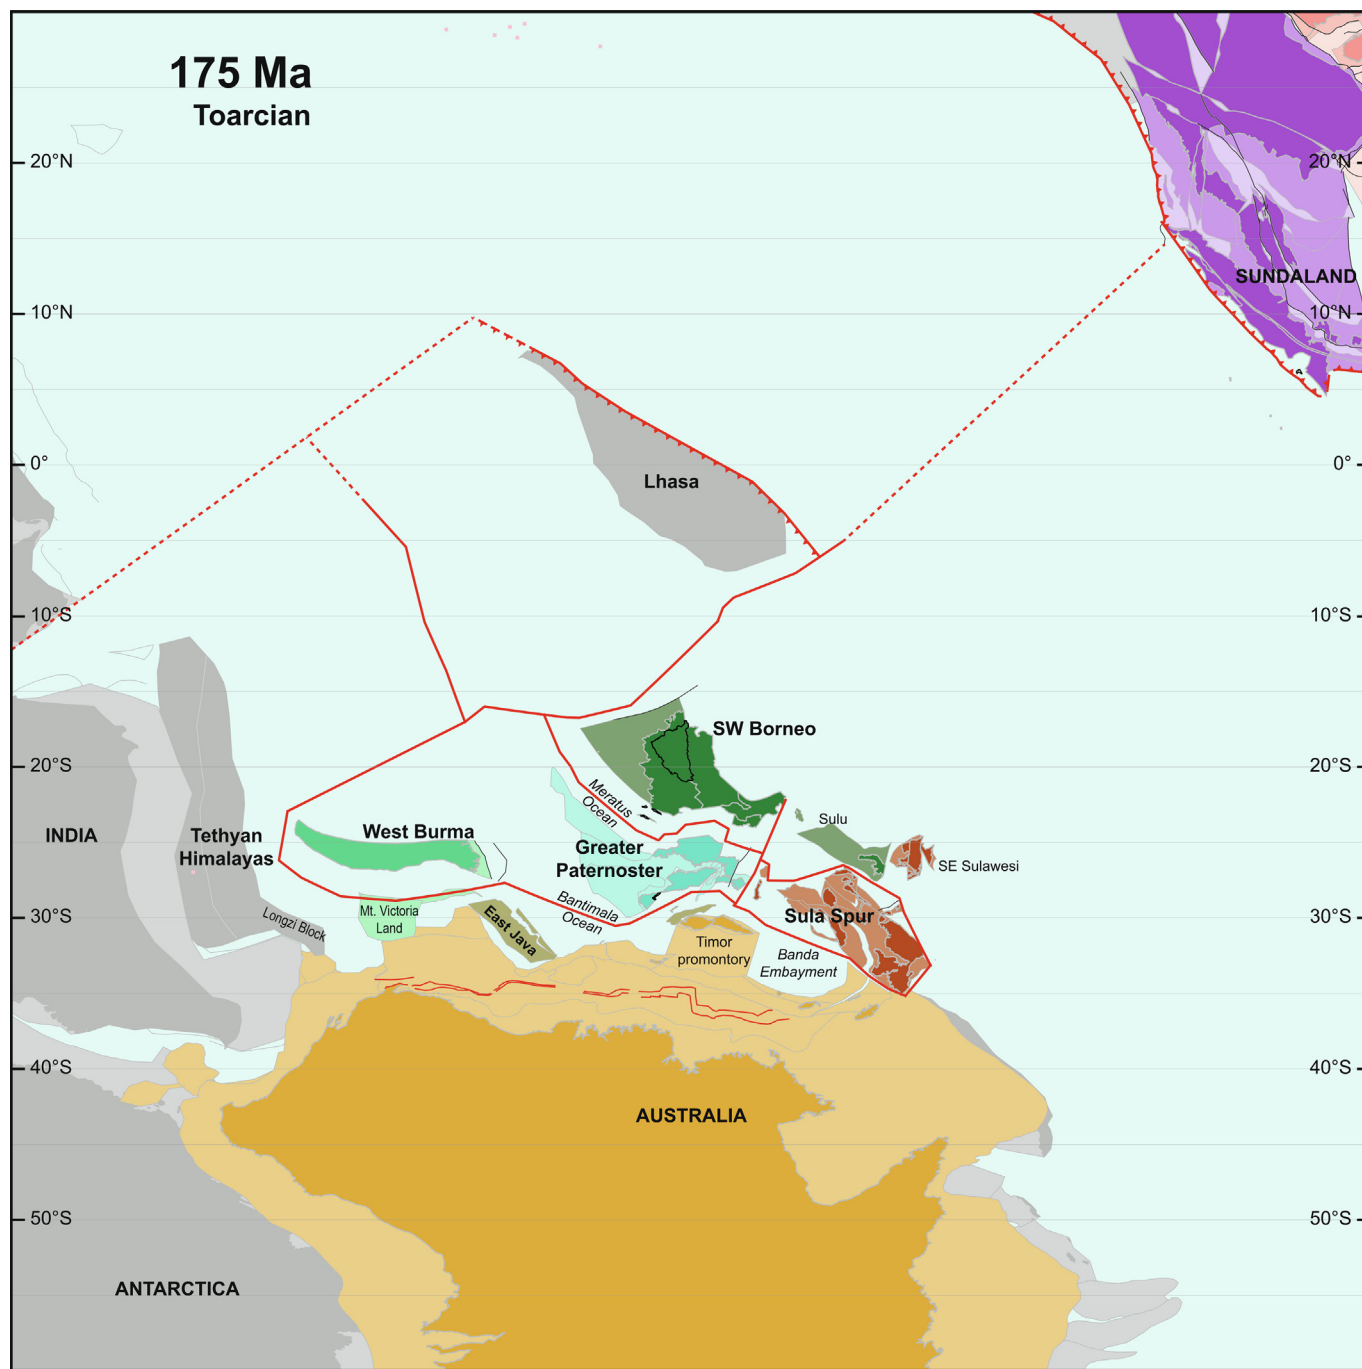 175 Ma
Toarcian
20°N
20°N
SUNDALAND
10°N
10°N
0°
0°
Lhasa
10°S
10°S
SW Borneo
20°S
20°S
Meratus
Ocean
Sulu
INDIA
Tethyan
Himalayas
West Burma
Greater
Paternoster
SE Sulawesi
Bantimala
Ocean
30°S
30°S
Longzi Block
Mt. Victoria
Land
East Java
Sula Spur
Timor
promontory
Banda
Embayment
40°S
40°S
AUSTRALIA
50°S
50°S
ANTARCTICA